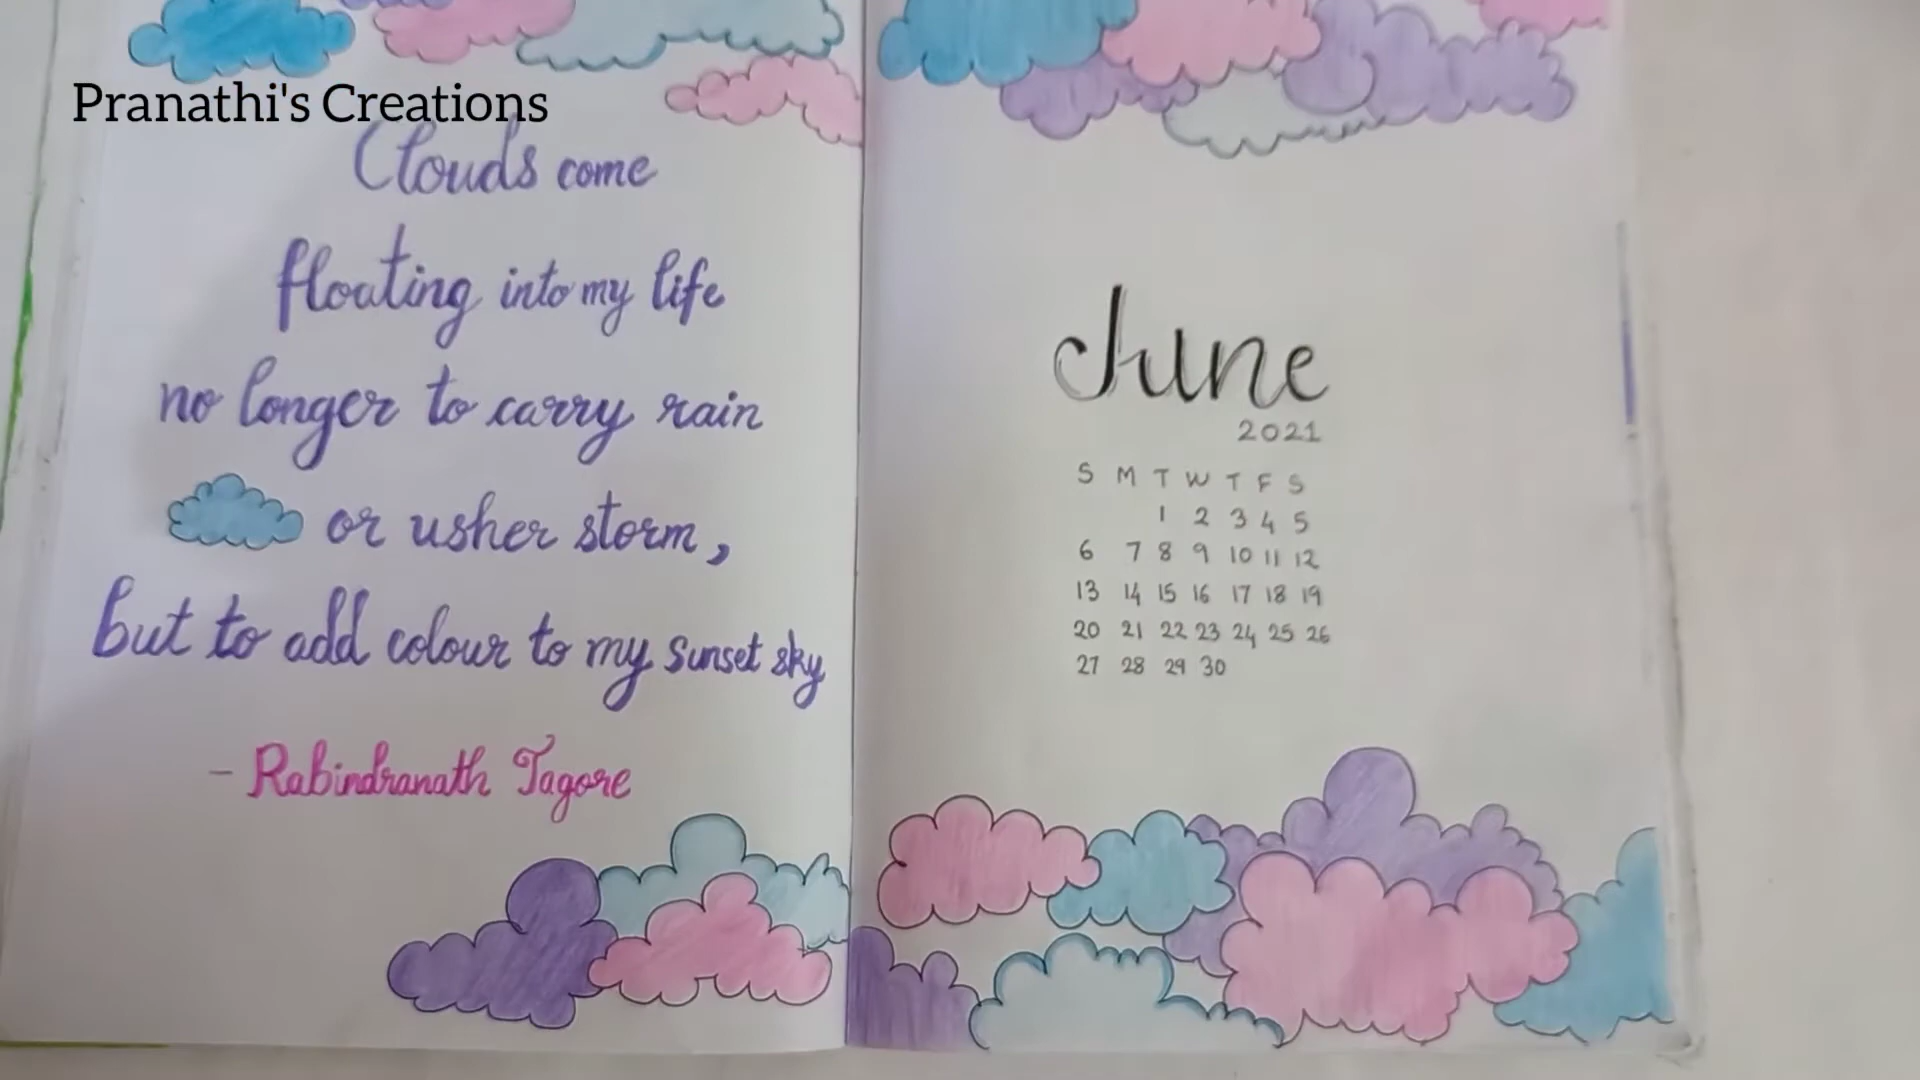 Pranathi's Creations
Clouds come
floating into my life
no longer to carry rain
or usher storm,
but to add colour to my sunset sky
- Rabindranath Tagore
June
2021
S M T W T F S
1 2 3 4 5
6 7 8 9 10 11 12
13 14 15 16 17 18 19
20 21 22 23 24 25 26
27 28 29 30